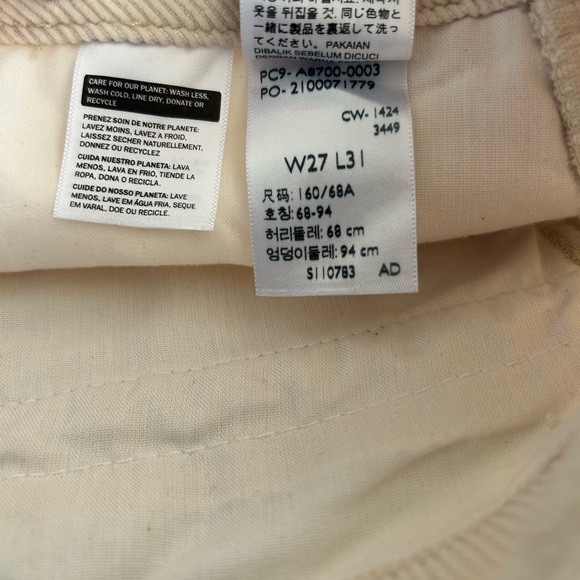 CARE FOR OUR PLANET: WASH LESS,
WASH COLD, LINE DRY, DONATE OR
RECYCLE
PRENEZ SOIN DE NOTRE PLANETE:
LAVEZ MOINS, LAVEZ A FROID,
LAISSEZ SECHER NATURELLEMENT,
DONNEZ OU RECYCLEZ
CUIDA NUESTRO PLANETA: LAVA
MENOS, LAVA EN FRIO, TIENDE LA
ROPA, DONA O RECICLA.
CUIDE DO NOSSO PLANETA: LAVE
MENOS, LAVE EM ÁGUA FRIA, SEQUE
EM VARAL, DOE OU RECICLE.
옷을 뒤집을 것. 同じ色物と
一緒に製品を裏返して洗っ
てください。 PAKAIAN
DIBALIK SEBELUM DICUCI
PC9- A8700-0003
PO- 2100071779
CW- 1424
3449
W27 L31
尺码: 160/68A
호칭: 68-94
허리둘레: 68 cm
엉덩이둘레: 94 cm
S110783 AD